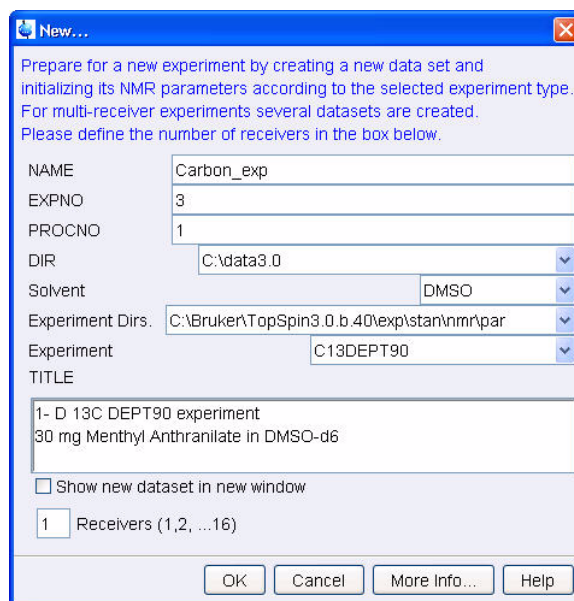 New...
Prepare for a new experiment by creating a new data set and
initializing its NMR parameters according to the selected experiment type.
For multi-receiver experiments several datasets are created.
Please define the number of receivers in the box below.
NAME Carbon_exp
EXPNO 3
PROCNO 1
DIR C:\data3.0
Solvent DMSO
Experiment Dirs. C:\Bruker\TopSpin3.0.b.40\exp\stan\nmr\par
Experiment C13DEPT90
TITLE
1- D 13C DEPT90 experiment
30 mg Menthyl Anthranilate in DMSO-d6
Show new dataset in new window
1 Receivers (1,2, ...16)
OK Cancel More Info... Help